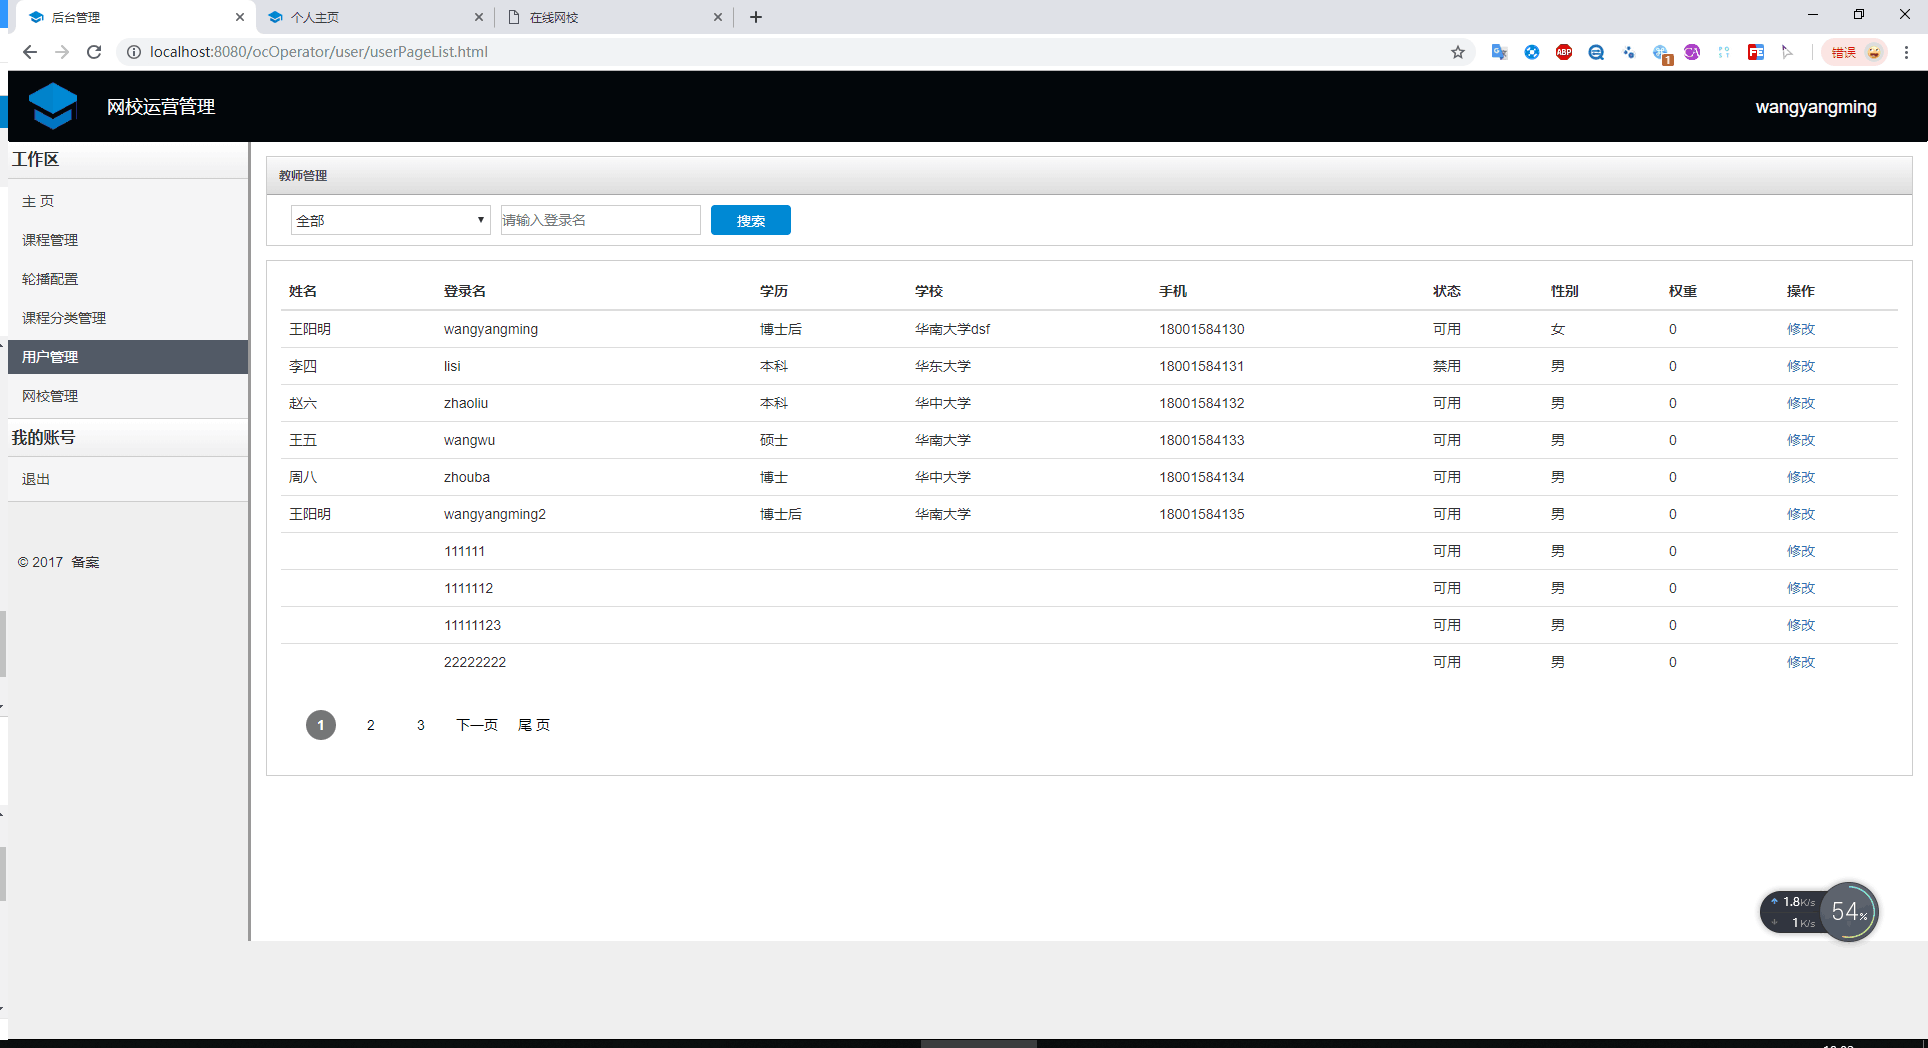 后台管理
个人主页
在线网校
localhost:8080/ocOperator/user/userPageList.html
ABP
1
CA
FE
错误
网校运营管理
wangyangming
工作区
主 页
课程管理
轮播配置
课程分类管理
用户管理
网校管理
我的账号
退出
© 2017 备案
教师管理
全部
请输入登录名
搜索
姓名 登录名 学历 学校 手机 状态 性别 权重 操作
王阳明 wangyangming 博士后 华南大学dsf 18001584130 可用 女 0 修改
李四 lisi 本科 华东大学 18001584131 禁用 男 0 修改
赵六 zhaoliu 本科 华中大学 18001584132 可用 男 0 修改
王五 wangwu 硕士 华南大学 18001584133 可用 男 0 修改
周八 zhouba 博士 华中大学 18001584134 可用 男 0 修改
王阳明 wangyangming2 博士后 华南大学 18001584135 可用 男 0 修改
111111 可用 男 0 修改
1111112 可用 男 0 修改
11111123 可用 男 0 修改
22222222 可用 男 0 修改
1 2 3 下一页 尾 页
1.8K/s
1K/s
54%